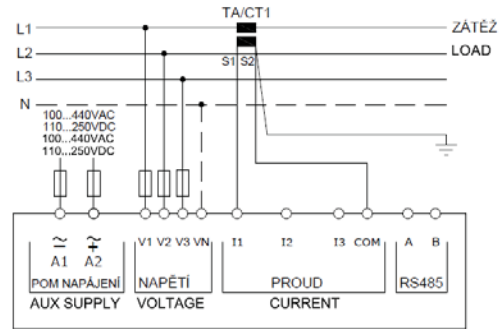 TA/CT1
L1 ZÁTĚŽ
L2 LOAD
S1 S2
L3
N
100...440VAC
110...250VDC
100...440VAC
110...250VDC
V1 V2 V3 VN I1 I2 I3 COM A B
A1 A2
POM NAPÁJENÍ NAPĚTÍ PROUD RS485
AUX SUPPLY VOLTAGE CURRENT